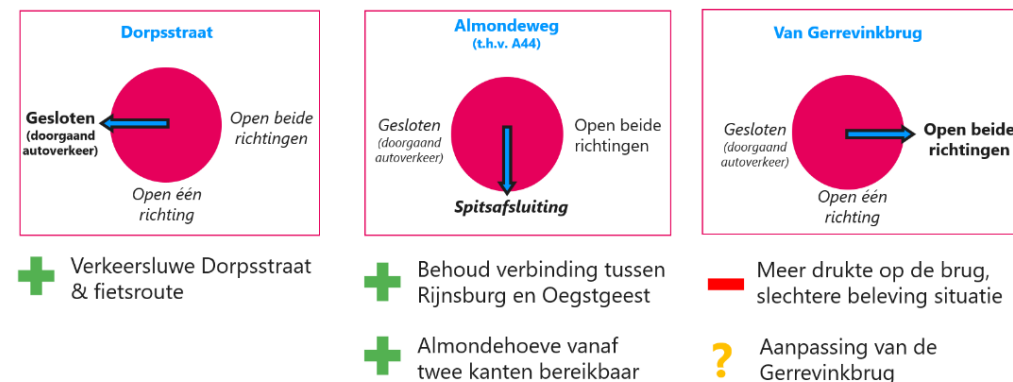 Dorpsstraat
Gesloten
(doorgaand
autoverkeer)
Open beide
richtingen
Open één
richting
Verkeersluwe Dorpsstraat
& fietsroute
Almondeweg
(t.h.v. A44)
Gesloten
(doorgaand
autoverkeer)
Open beide
richtingen
Spitsafsluiting
Behoud verbinding tussen
Rijnsburg en Oegstgeest
Almondehoeve vanaf
twee kanten bereikbaar
Van Gerrevinkbrug
Gesloten
(doorgaand
autoverkeer)
Open beide
richtingen
Open één
richting
Meer drukte op de brug,
slechtere beleving situatie
?
Aanpassing van de
Gerrevinkbrug